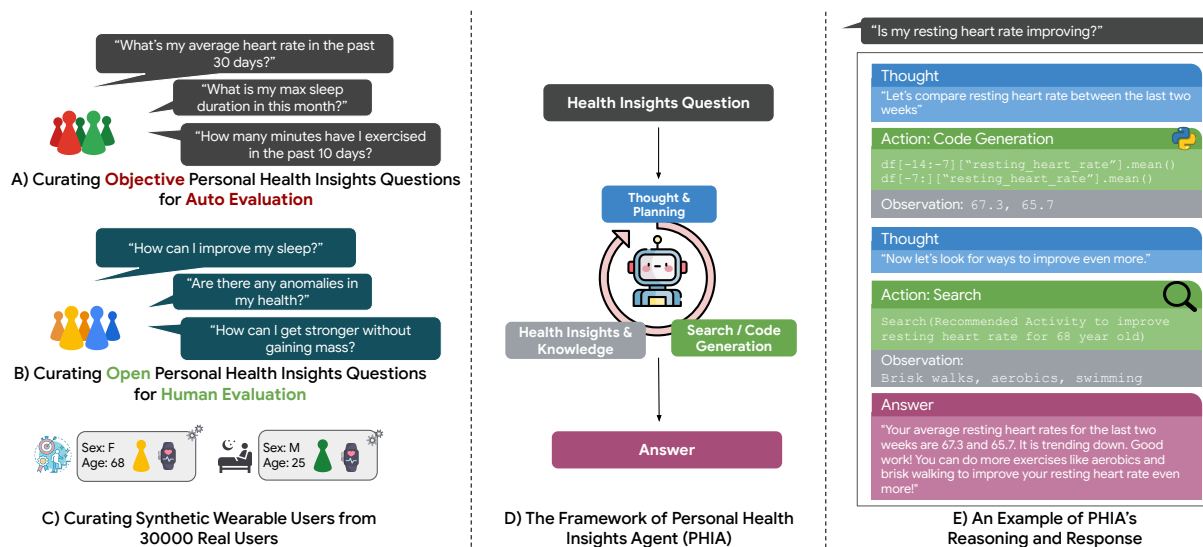 “What’s my average heart rate in the past
30 days?”
“What is my max sleep
duration in this month?”
“How many minutes have I exercised
in the past 10 days?
A) Curating Objective Personal Health Insights Questions
for Auto Evaluation
“How can I improve my sleep?”
“Are there any anomalies in
my health?”
“How can I get stronger without
gaining mass?
B) Curating Open Personal Health Insights Questions
for Human Evaluation
Sex: F
Age: 68
Sex: M
Age: 25
C) Curating Synthetic Wearable Users from
30000 Real Users
Health Insights Question
Thought &
Planning
Health Insights &
Knowledge
Search / Code
Generation
Answer
D) The Framework of Personal Health
Insights Agent (PHIA)
“Is my resting heart rate improving?”
Thought
“Let’s compare resting heart rate between the last two
weeks”
Action: Code Generation
df[-14:-7][“resting_heart_rate”].mean()
df[-7:][“resting_heart_rate”].mean()
Observation: 67.3, 65.7
Thought
“Now let’s look for ways to improve even more.”
Action: Search
Search(Recommended Activity to improve
resting heart rate for 68 year old)
Observation:
Brisk walks, aerobics, swimming
Answer
"Your average resting heart rates for the last two
weeks are 67.3 and 65.7. It is trending down. Good
work! You can do more exercises like aerobics and
brisk walking to improve your resting heart rate even
more!"
E) An Example of PHIA’s
Reasoning and Response